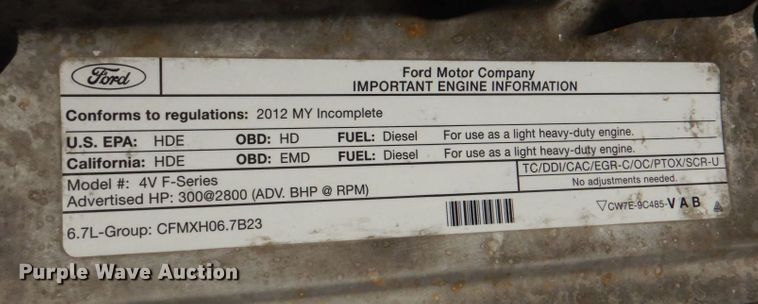 Ford
Ford Motor Company
IMPORTANT ENGINE INFORMATION
Conforms to regulations: 2012 MY Incomplete
U.S. EPA: HDE OBD: HD FUEL: Diesel For use as a light heavy-duty engine.
California: HDE OBD: EMD FUEL: Diesel For use as a light heavy-duty engine.
Model #: 4V F-Series
Advertised HP: 300@2800 (ADV. BHP @ RPM)
TC/DDI/CAC/EGR-C/OC/PTOX/SCR-U
No adjustments needed.
6.7L-Group: CFMXH06.7B23
CW7E-9C485-VAB
Purple Wave Auction